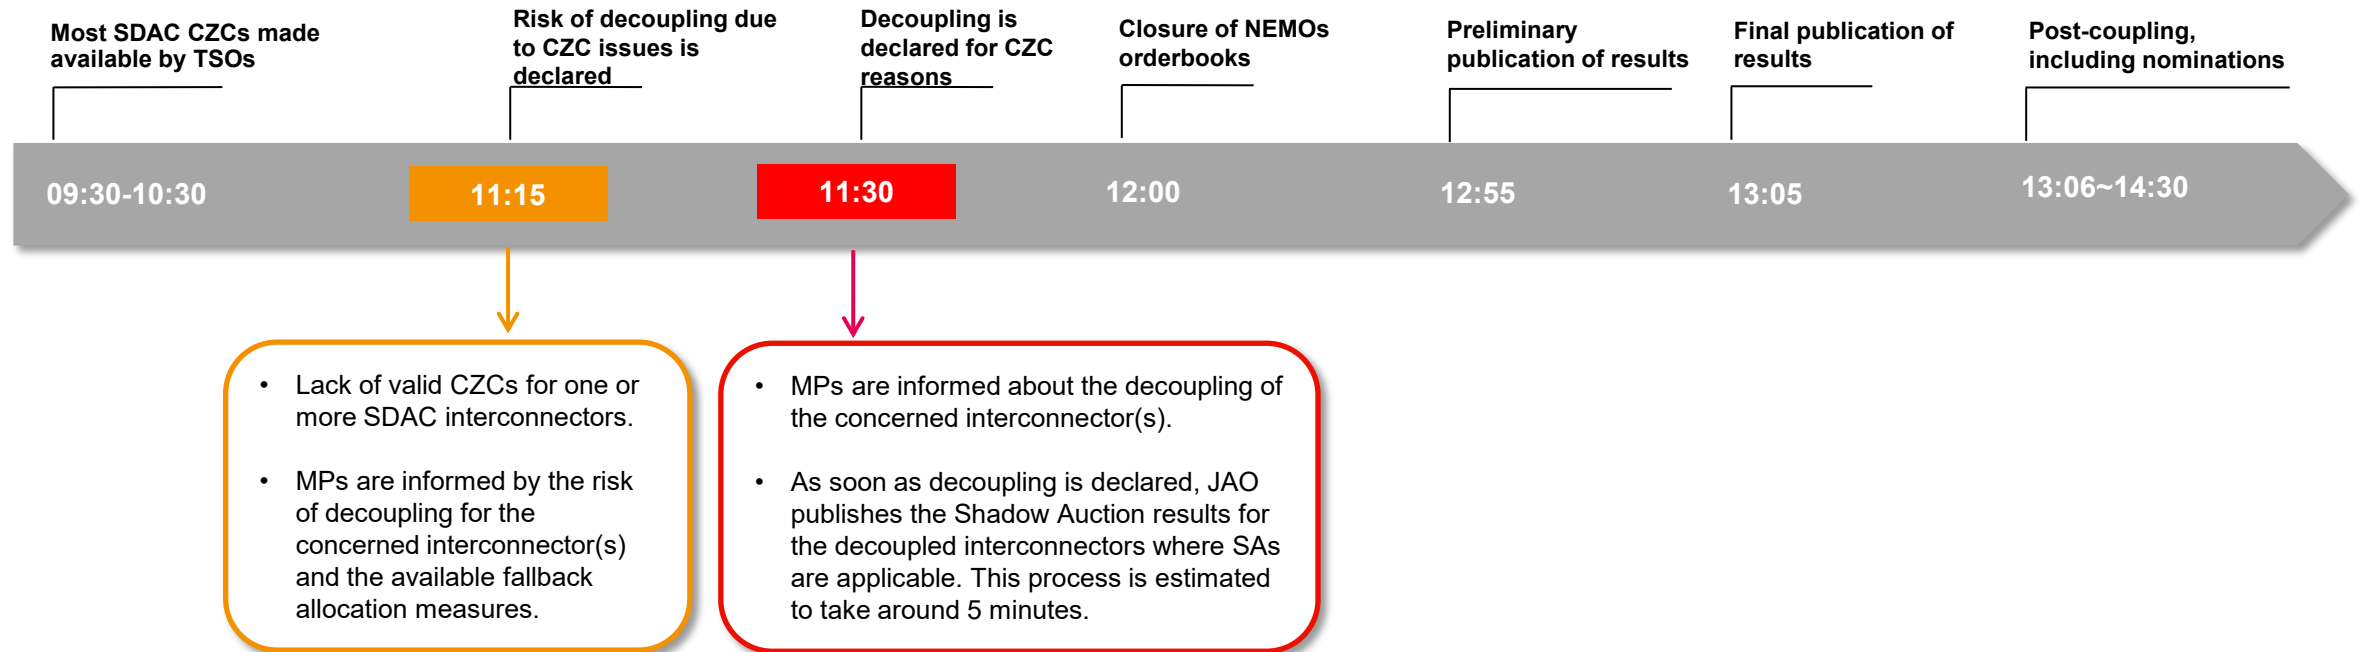 Most SDAC CZCs made
available by TSOs
Risk of decoupling due
to CZC issues is
declared
Decoupling is
declared for CZC
reasons
Closure of NEMOs
orderbooks
Preliminary
publication of results
Final publication of
results
Post-coupling,
including nominations
09:30-10:30
11:15
11:30
12:00
12:55
13:05
13:06~14:30
• Lack of valid CZCs for one or
more SDAC interconnectors.
• MPs are informed by the risk
of decoupling for the
concerned interconnector(s)
and the available fallback
allocation measures.
• MPs are informed about the decoupling of
the concerned interconnector(s).
• As soon as decoupling is declared, JAO
publishes the Shadow Auction results for
the decoupled interconnectors where SAs
are applicable. This process is estimated
to take around 5 minutes.